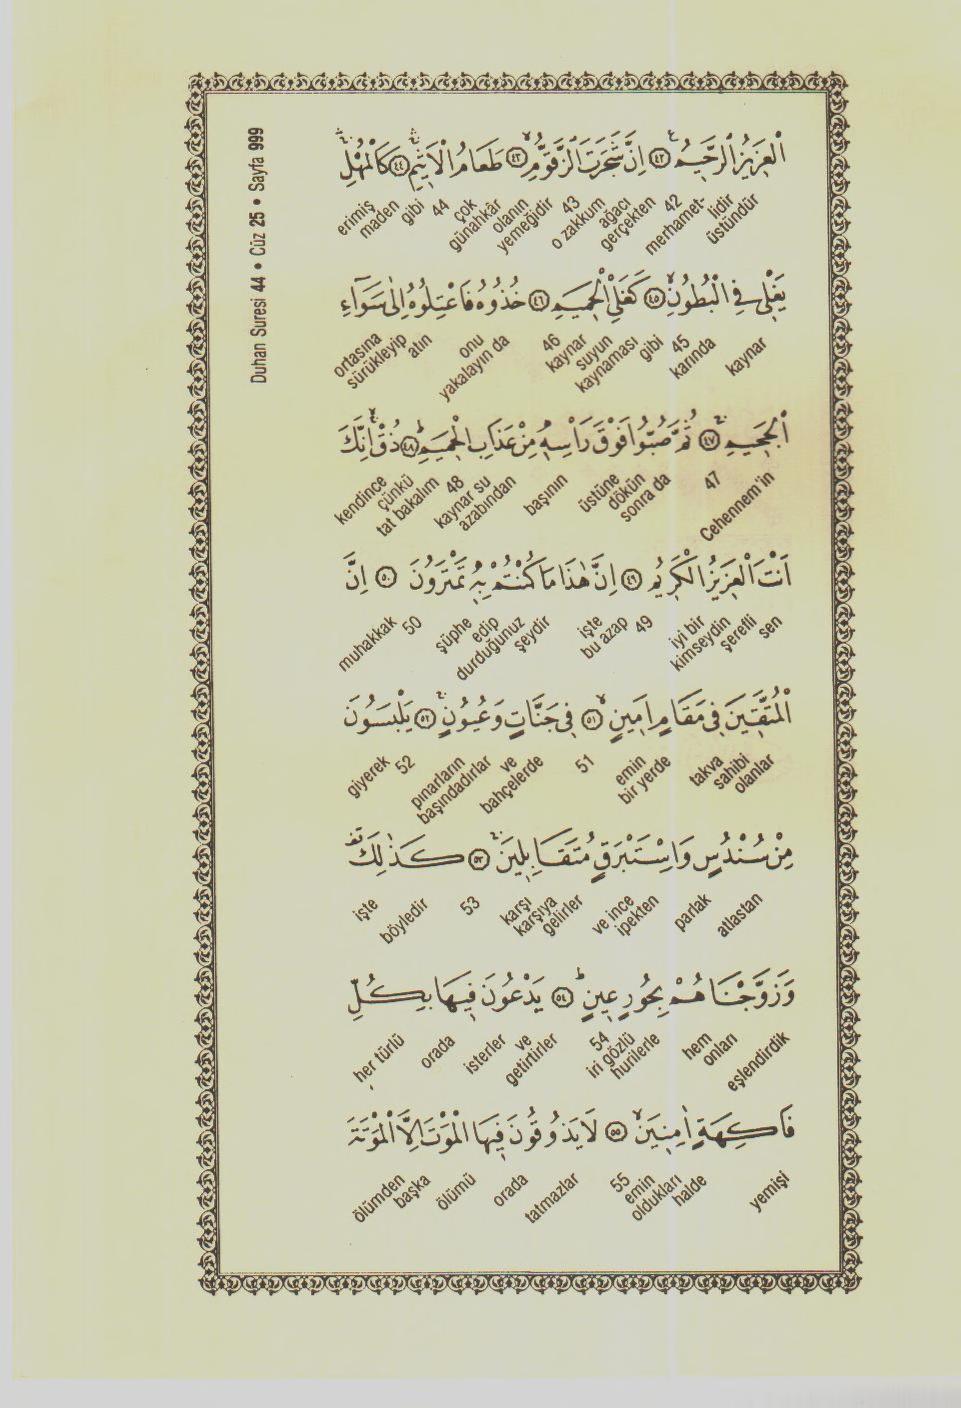 Duhan Suresi 44 • Cüz 25 • Sayfa 999
اَلْعَزِيزُ الرَّحِيمُ ﴿٤٢﴾ اِنَّ شَجَرَتَ الزَّقُّومِ ﴿٤٣﴾ طَعَامُ الْاَثِيمِ ﴿٤٤﴾ كَالْمُهْلِ
üstündür merhamet-lidir 42 gerçekten ağacı o zakkum 43 yemeğidir olanın günahkâr çok 44 gibi maden erimiş
يَغْلِي فِي الْبُطُونِ ﴿٤٥﴾ كَغَلْيِ الْحَمِيمِ ﴿٤٦﴾ خُذُوهُ فَاعْتِلُوهُ اِلٰى سَوَآءِ
kaynar karında 45 gibi kaynaması suyun kaynar 46 yakalayın da onu atın sürükleyip ortasına
الْجَحِيمِ ﴿٤٧﴾ ثُمَّ صُبُّوا فَوْقَ رَاْسِهِ مِنْ عَذَابِ الْحَمِيمِ ﴿٤٨﴾ ذُقْ اِنَّكَ
Cehennem'in 47 sonra da dökün üstüne başının azabından kaynar su 48 tat bakalım çünkü kendince
اَنْتَ الْعَزِيزُ الْكَرِيمُ ﴿٤٩﴾ اِنَّ هٰذَا مَا كُنْتُمْ بِهِ تَمْتَرُونَ ﴿٥٠﴾ اِنَّ
sen şerefli kimseydin iyi bir 49 bu azap işte şeydir durduğunuz edip şüphe 50 muhakkak
الْمُتَّقِينَ فِي مَقَامٍ اَمِينٍ ﴿٥١﴾ فِي جَنَّاتٍ وَعُيُونٍ ﴿٥٢﴾ يَلْبَسُونَ
olanlar sahibi takva bir yerde emin 51 bahçelerde ve başındadırlar pınarların 52 giyerek
مِنْ سُنْدُسٍ وَاِسْتَبْرَقٍ مُتَقَابِلِينَ ﴿٥٣﴾ كَذٰلِكَ
atlastan parlak ipekten ve ince gelirler karşıya karşı 53 böyledir işte
وَزَوَّجْنَاهُمْ بِحُورٍ عِينٍ ﴿٥٤﴾ يَدْعُونَ فِيهَا بِكُلِّ
eşlendirdik onları hem hurilerle iri gözlü 54 getirtirler ve isterler orada her türlü
فَاكِهَةٍ اٰمِنِينَ ﴿٥٥﴾ لَا يَذُوقُونَ فِيهَا الْمَوْتَ اِلَّا الْمَوْتَةَ
yemişi halde oldukları emin 55 tatmazlar orada ölümü başka ölümden